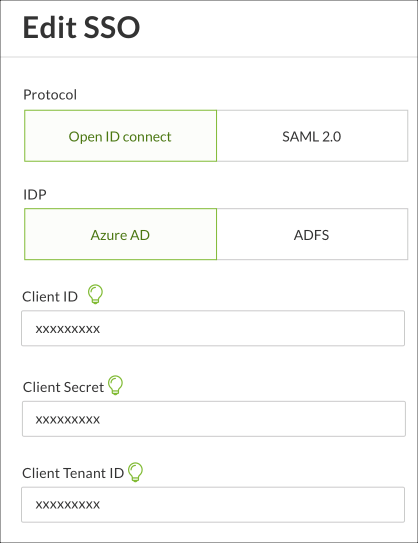 Edit SSO
Protocol
Open ID connect SAML 2.0
IDP
Azure AD ADFS
Client ID
xxxxxxxxx
Client Secret
xxxxxxxxx
Client Tenant ID
xxxxxxxxx